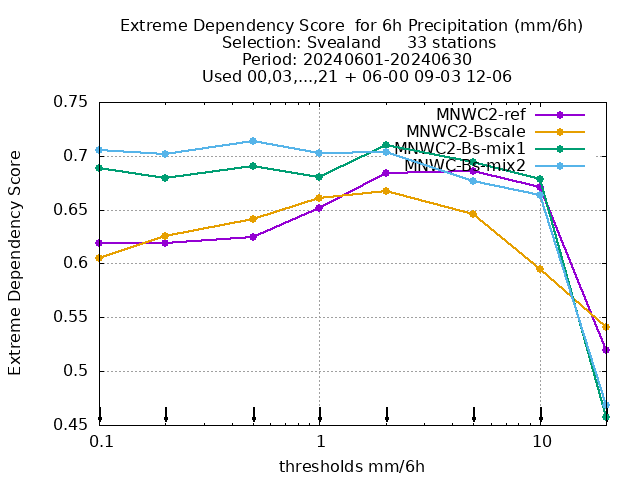 Extreme Dependency Score  for 6h Precipitation (mm/6h)
Selection: Svealand     33 stations
Period: 20240601-20240630
Used 00,03,...,21 + 06-00 09-03 12-06
Extreme Dependency Score
0.75
0.7
0.65
0.6
0.55
0.5
0.45
MNWC2-ref
MNWC2-Bscale
MNWC2-Bs-mix1
MNWC-Bs-mix2
0.1
1
10
thresholds mm/6h